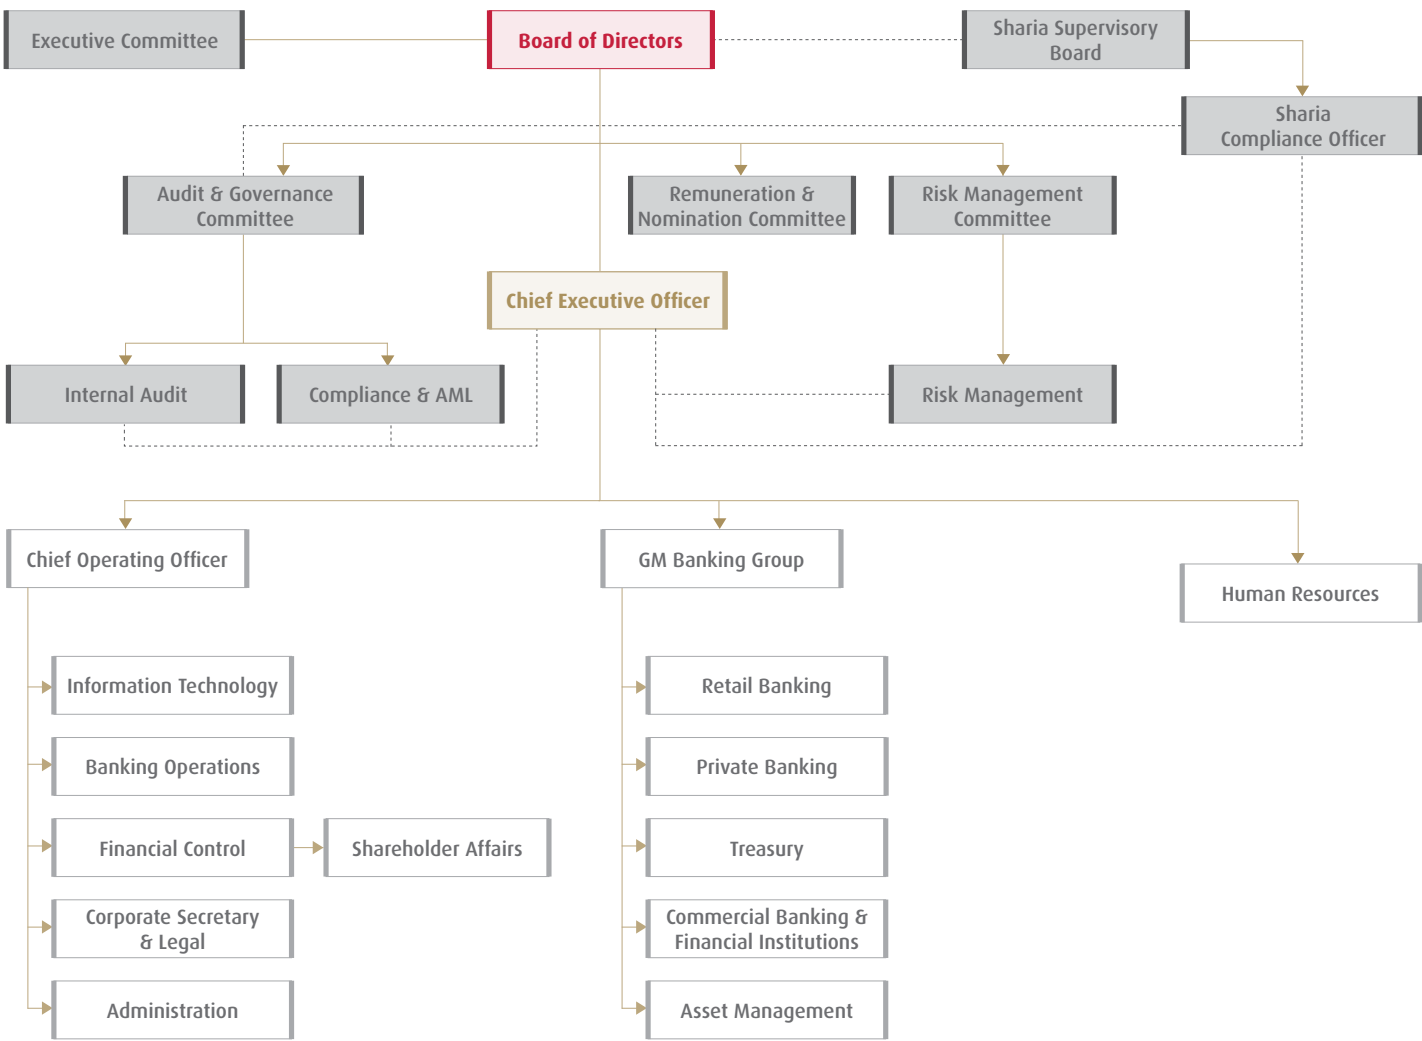 Executive Committee
Board of Directors
Sharia Supervisory
Board
Sharia
Compliance Officer
Audit & Governance
Committee
Remuneration &
Nomination Committee
Risk Management
Committee
Chief Executive Officer
Internal Audit
Compliance & AML
Risk Management
Chief Operating Officer
GM Banking Group
Human Resources
Information Technology
Retail Banking
Banking Operations
Private Banking
Financial Control
Shareholder Affairs
Treasury
Corporate Secretary
& Legal
Commercial Banking &
Financial Institutions
Administration
Asset Management